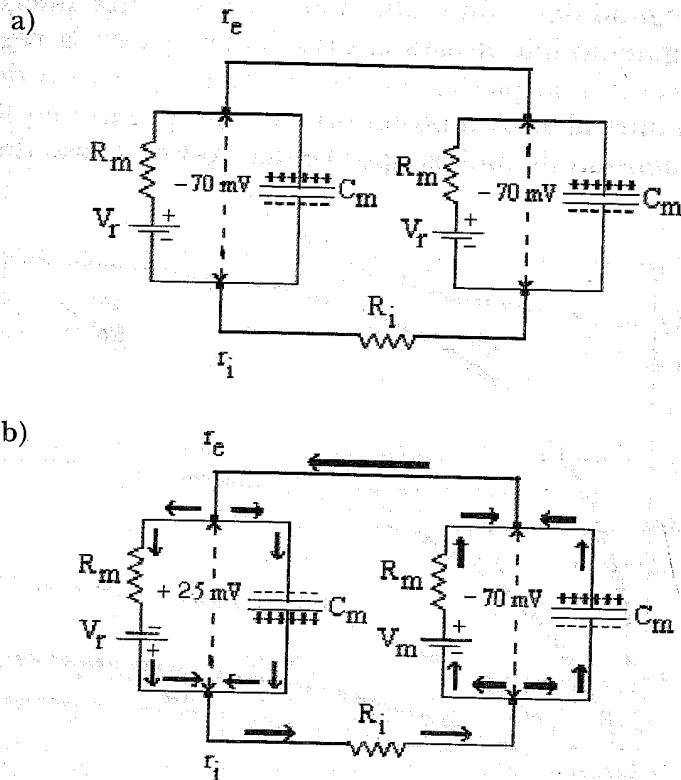 a)
r_e
R_m
-70 mV
C_m
V_r
+
-
R_m
-70 mV
C_m
V_r
+
-
R_i
r_i
b)
r_e
R_m
+ 25 mV
C_m
V_r
-
+
R_m
-70 mV
C_m
V_m
+
-
R_i
r_i